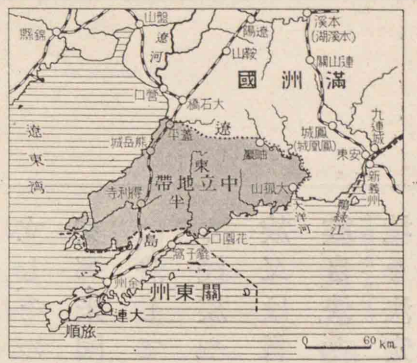 盤山
遼陽
本溪
(本溪湖)
錦縣
遼河
鞍山
連山關
滿洲國
營口
大石橋
九連城
鳳城
(鳳凰城)
遼東灣
蓋平
熊岳城
遼東半島
岫巖
安東
新義州
鴨綠江
中立地帶
大孤山
大洋河
得利寺
花園口
貔子窩
金州
關東州
大連
旅順
0 60 km